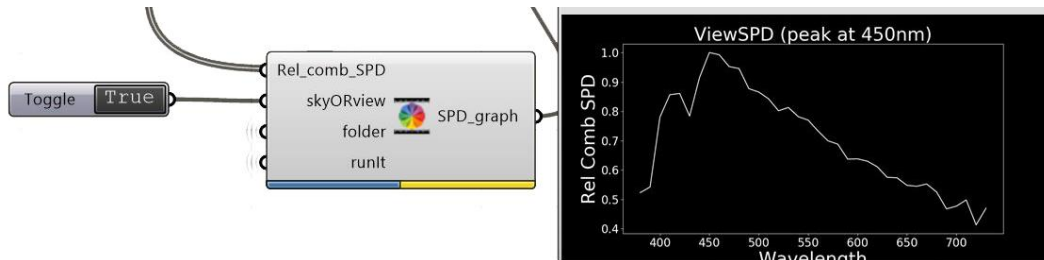 Toggle
True
Rel_comb_SPD
skyORview
folder
runIt
SPD_graph
ViewSPD (peak at 450nm)
Rel Comb SPD
1.0
0.9
0.8
0.7
0.6
0.5
0.4
400 450 500 550 600 650 700
Wavelength